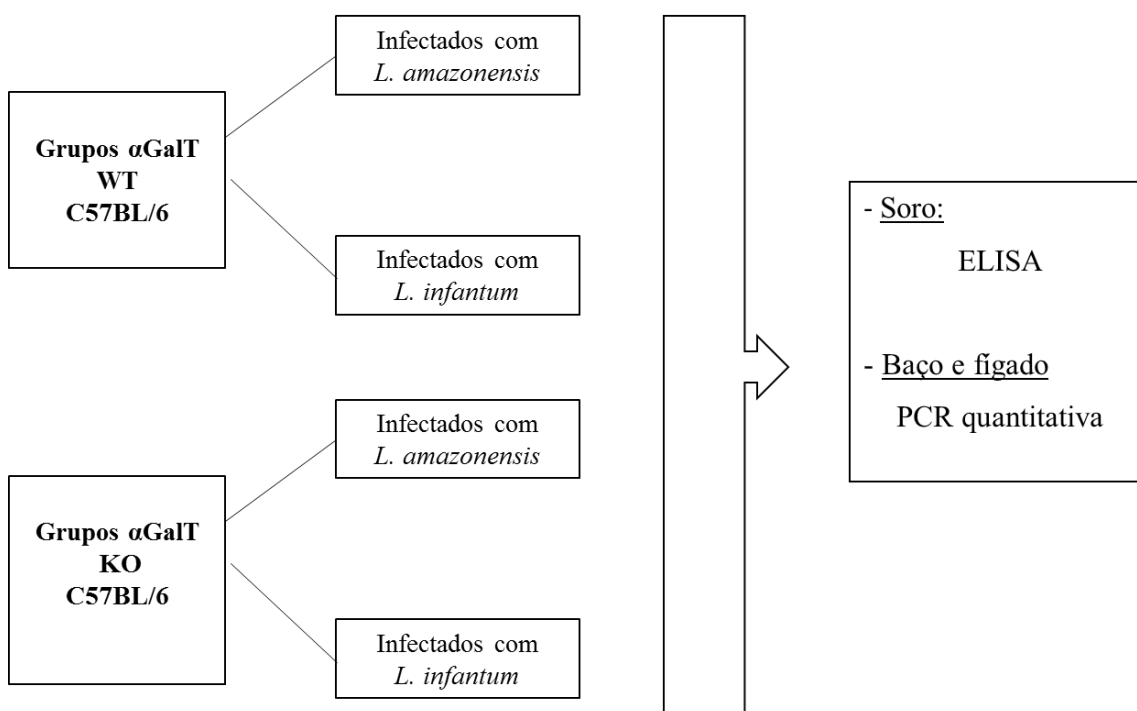 Infectados com
L. amazonensis
Grupos αGalT
WT
C57BL/6
Infectados com
L. infantum
Infectados com
L. amazonensis
Grupos αGalT
KO
C57BL/6
Infectados com
L. infantum
- Soro:
ELISA
- Baço e fígado
PCR quantitativa